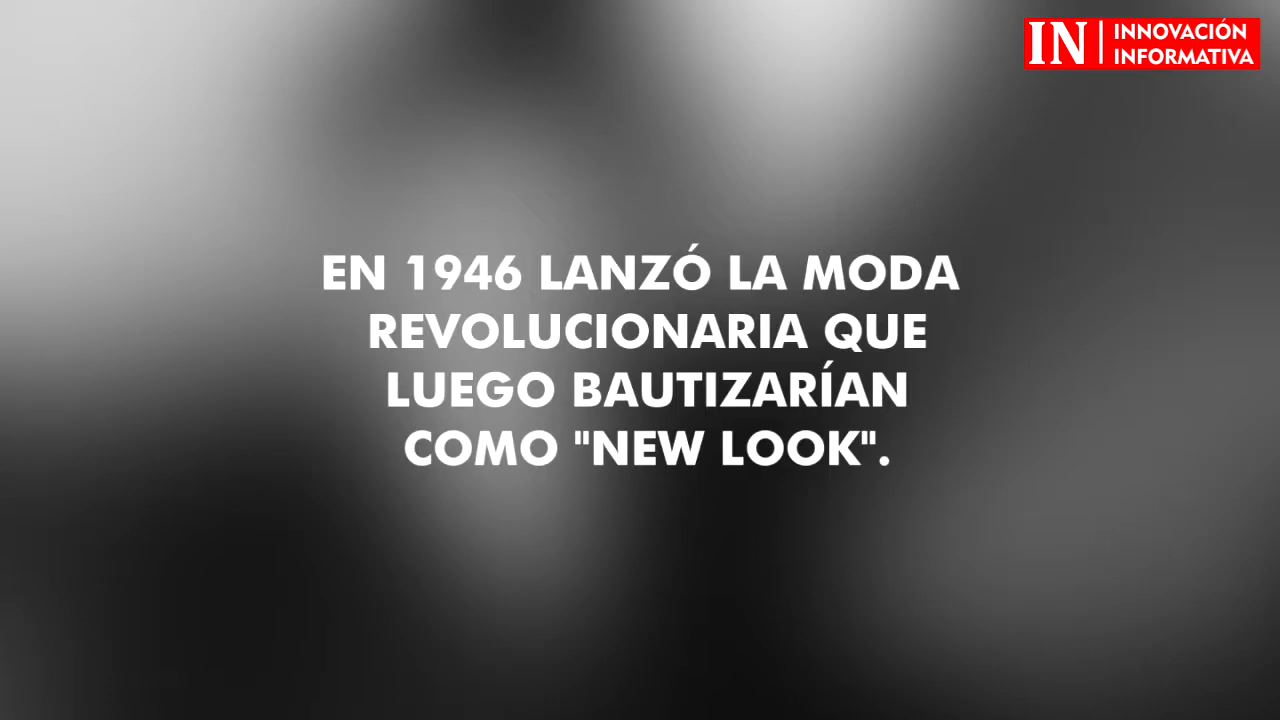 IN
INNOVACIÓN
INFORMATIVA
EN 1946 LANZÓ LA MODA
REVOLUCIONARIA QUE
LUEGO BAUTIZARÍAN
COMO "NEW LOOK".